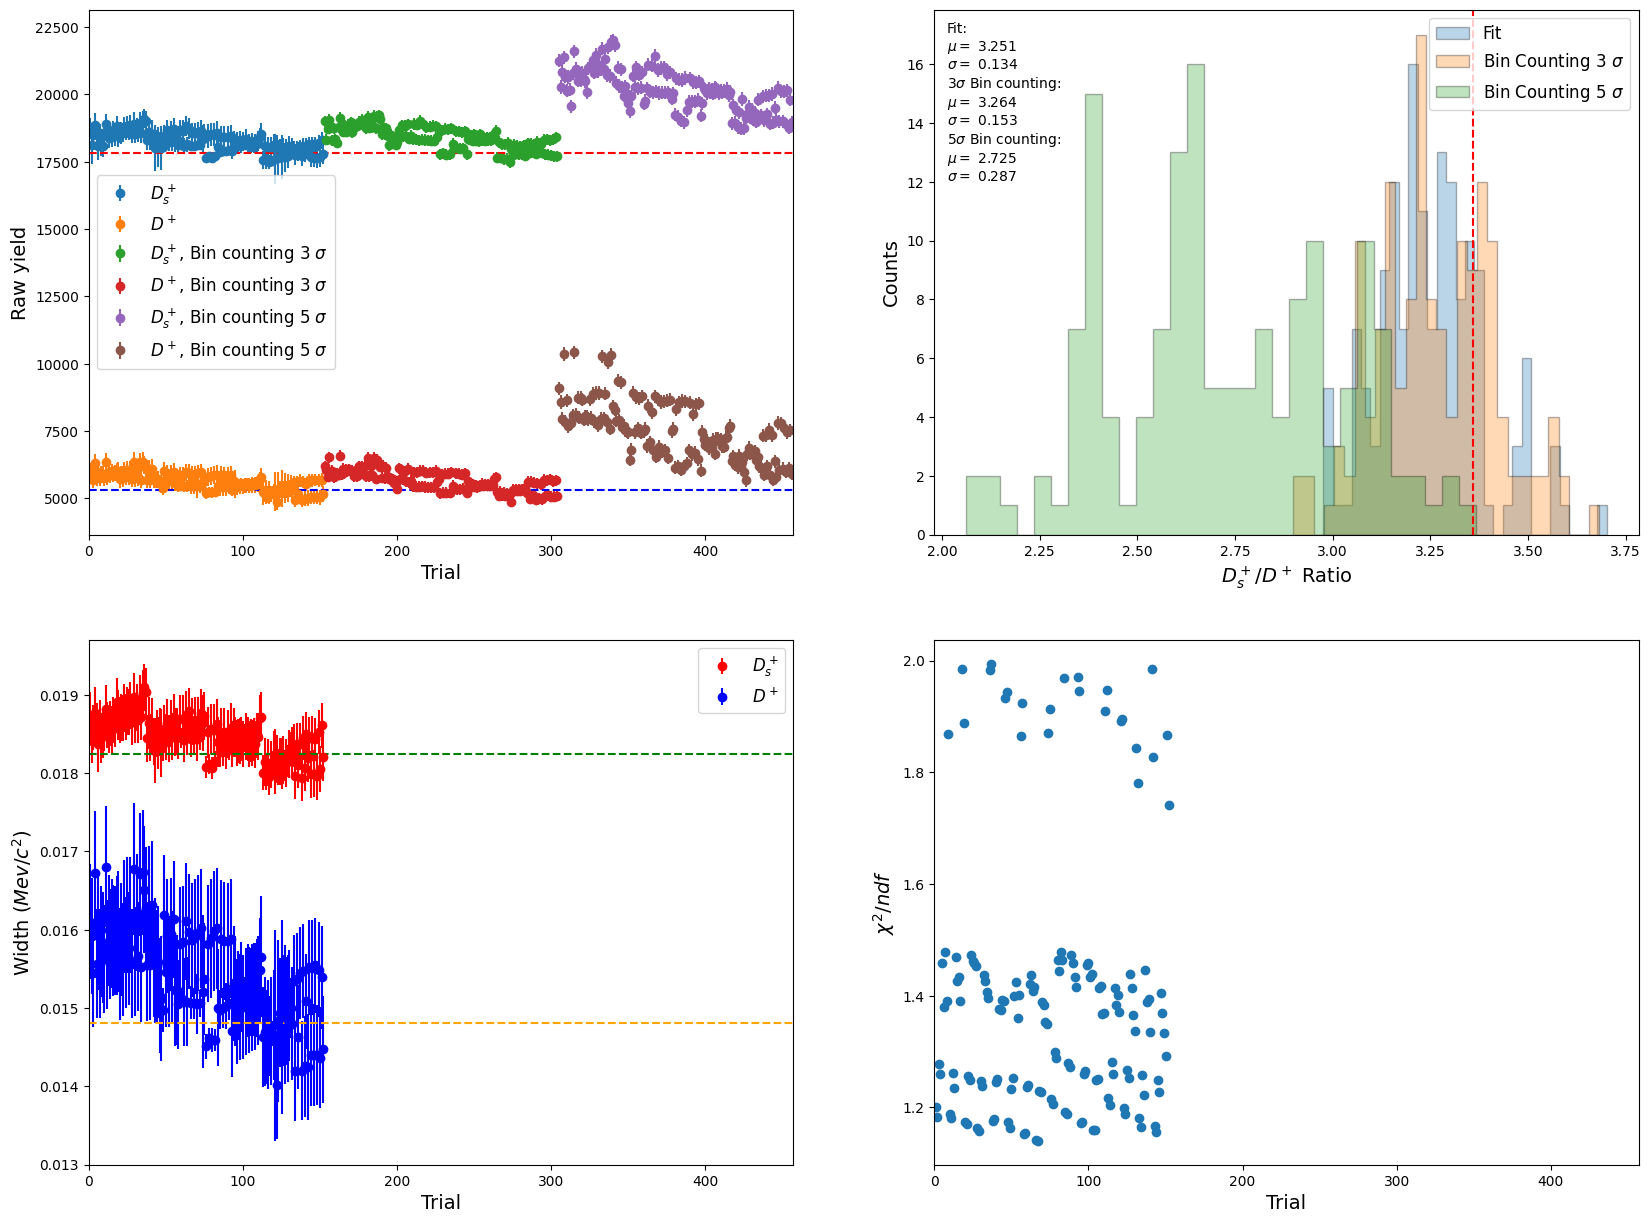 22500
20000
17500
15000
12500
10000
7500
5000
Raw yield
D_s^+
D^+
D_s^+, Bin counting 3 σ
D^+, Bin counting 3 σ
D_s^+, Bin counting 5 σ
D^+, Bin counting 5 σ
0 100 200 300 400
Trial
Fit:
μ = 3.251
σ = 0.134
3σ Bin counting:
μ = 3.264
σ = 0.153
5σ Bin counting:
μ = 2.725
σ = 0.287
Fit
Bin Counting 3 σ
Bin Counting 5 σ
16
14
12
10
8
6
4
2
0
Counts
2.00 2.25 2.50 2.75 3.00 3.25 3.50 3.75
D_s^+/D^+ Ratio
0.019
0.018
0.017
0.016
0.015
0.014
0.013
Width (Mev/c^2)
D_s^+
D^+
0 100 200 300 400
Trial
2.0
1.8
1.6
1.4
1.2
χ^2/ndf
0 100 200 300 400
Trial